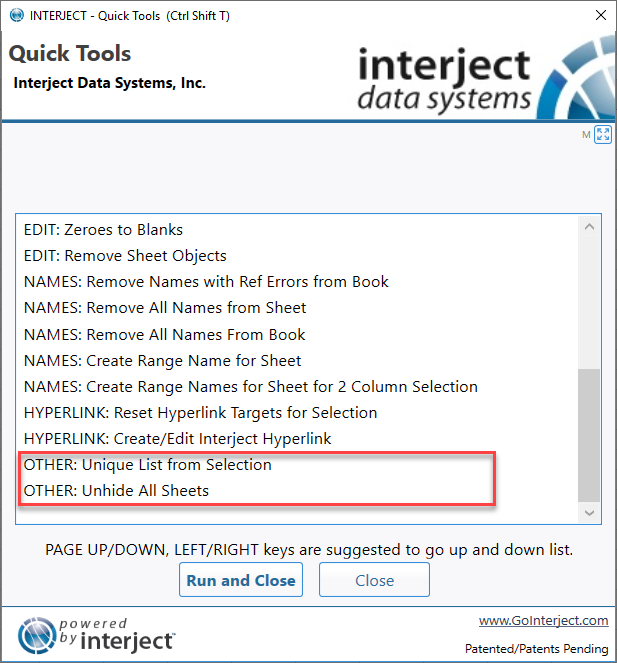 INTERJECT - Quick Tools (Ctrl Shift T)
Quick Tools
Interject Data Systems, Inc.
interject
data systems
M
EDIT: Zeroes to Blanks
EDIT: Remove Sheet Objects
NAMES: Remove Names with Ref Errors from Book
NAMES: Remove All Names from Sheet
NAMES: Remove All Names From Book
NAMES: Create Range Name for Sheet
NAMES: Create Range Names for Sheet for 2 Column Selection
HYPERLINK: Reset Hyperlink Targets for Selection
HYPERLINK: Create/Edit Interject Hyperlink
OTHER: Unique List from Selection
OTHER: Unhide All Sheets
PAGE UP/DOWN, LEFT/RIGHT keys are suggested to go up and down list.
Run and Close Close
powered
by interject™
www.GoInterject.com
Patented/Patents Pending